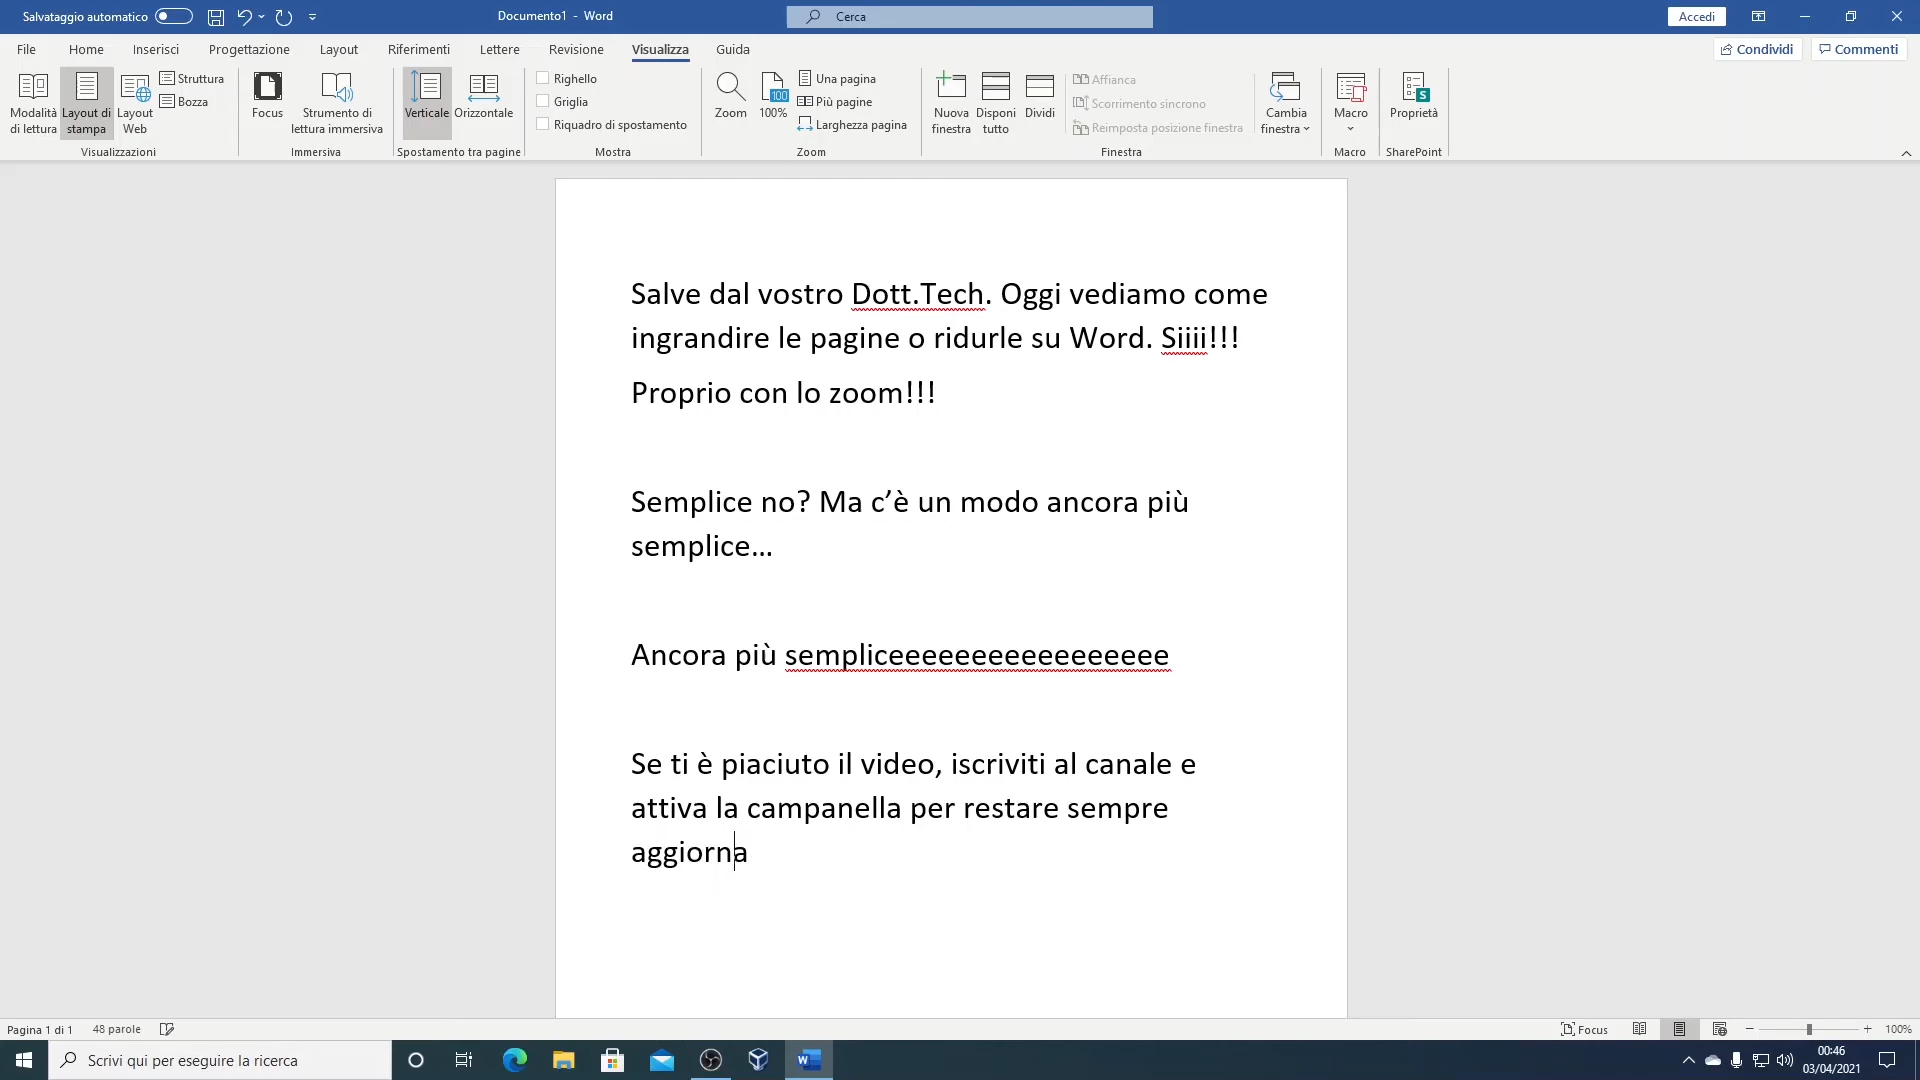 Salvataggio automatico
Documento1 - Word
Cerca
Accedi
File Home Inserisci Progettazione Layout Riferimenti Lettere Revisione Visualizza Guida
Condividi Commenti
Modalità di lettura
Layout di stampa
Layout Web
Struttura
Bozza
Visualizzazioni
Focus
Strumento di lettura immersiva
Immersiva
Verticale
Orizzontale
Spostamento tra pagine
Righello
Griglia
Riquadro di spostamento
Mostra
Zoom
100
100%
Una pagina
Più pagine
Larghezza pagina
Zoom
Nuova finestra
Disponi tutto
Dividi
Affianca
Scorrimento sincrono
Reimposta posizione finestra
Cambia finestra
Finestra
Macro
Macro
S
Proprietà
SharePoint
Salve dal vostro Dott.Tech. Oggi vediamo come
ingrandire le pagine o ridurle su Word. Siiii!!!
Proprio con lo zoom!!!
Semplice no? Ma c’è un modo ancora più
semplice…
Ancora più sempliceeeeeeeeeeeeeeeeee
Se ti è piaciuto il video, iscriviti al canale e
attiva la campanella per restare sempre
aggiorna
Pagina 1 di 1 48 parole
Focus
100%
Scrivi qui per eseguire la ricerca
W
00:46
03/04/2021